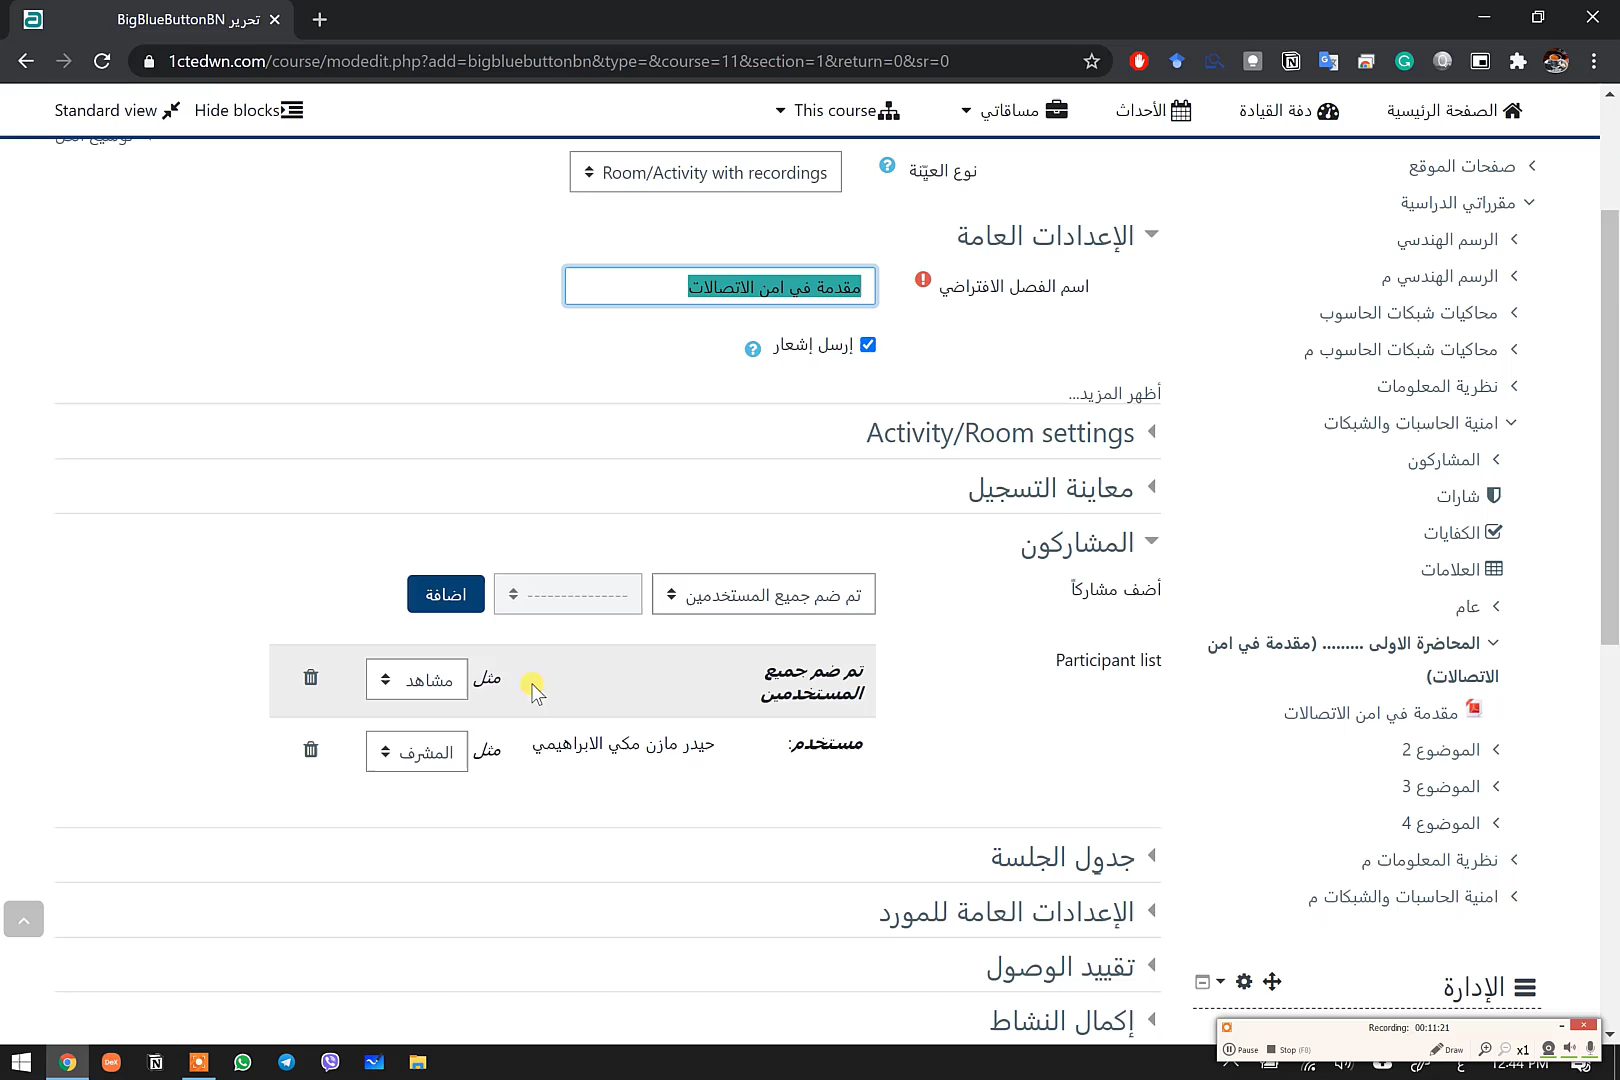 تحرير BigBlueButtonBN
1ctedwn.com/course/modedit.php?add=bigbluebuttonbn&type=&course=11&section=1&return=0&sr=0
الصفحة الرئيسية
دفة القيادة
الأحداث
مساقاتي
This course
Hide blocks
Standard view
نوع العيّنة
Room/Activity with recordings
الإعدادات العامة
اسم الفصل الافتراضي
مقدمة في امن الاتصالات
إرسل إشعار
أظهر المزيد...
Activity/Room settings
معاينة التسجيل
المشاركون
أضف مشاركاً
تم ضم جميع المستخدمين
---------------
اضافة
Participant list
تم ضم جميع
المستخدمين
مثل
مشاهد
مستخدم:
حيدر مازن مكي الابراهيمي
مثل
المشرف
جدول الجلسة
الإعدادات العامة للمورد
تقييد الوصول
إكمال النشاط
صفحات الموقع
مقرراتي الدراسية
الرسم الهندسي
الرسم الهندسي م
محاكيات شبكات الحاسوب
محاكيات شبكات الحاسوب م
نظرية المعلومات
امنية الحاسبات والشبكات
المشاركون
شارات
الكفايات
العلامات
عام
المحاضرة الاولى ......... (مقدمة في امن
الاتصالات)
مقدمة في امن الاتصالات
الموضوع 2
الموضوع 3
الموضوع 4
نظرية المعلومات م
امنية الحاسبات والشبكات م
الإدارة
Recording: 00:11:21
Pause
Stop (F8)
Draw
x1
12:44 PM